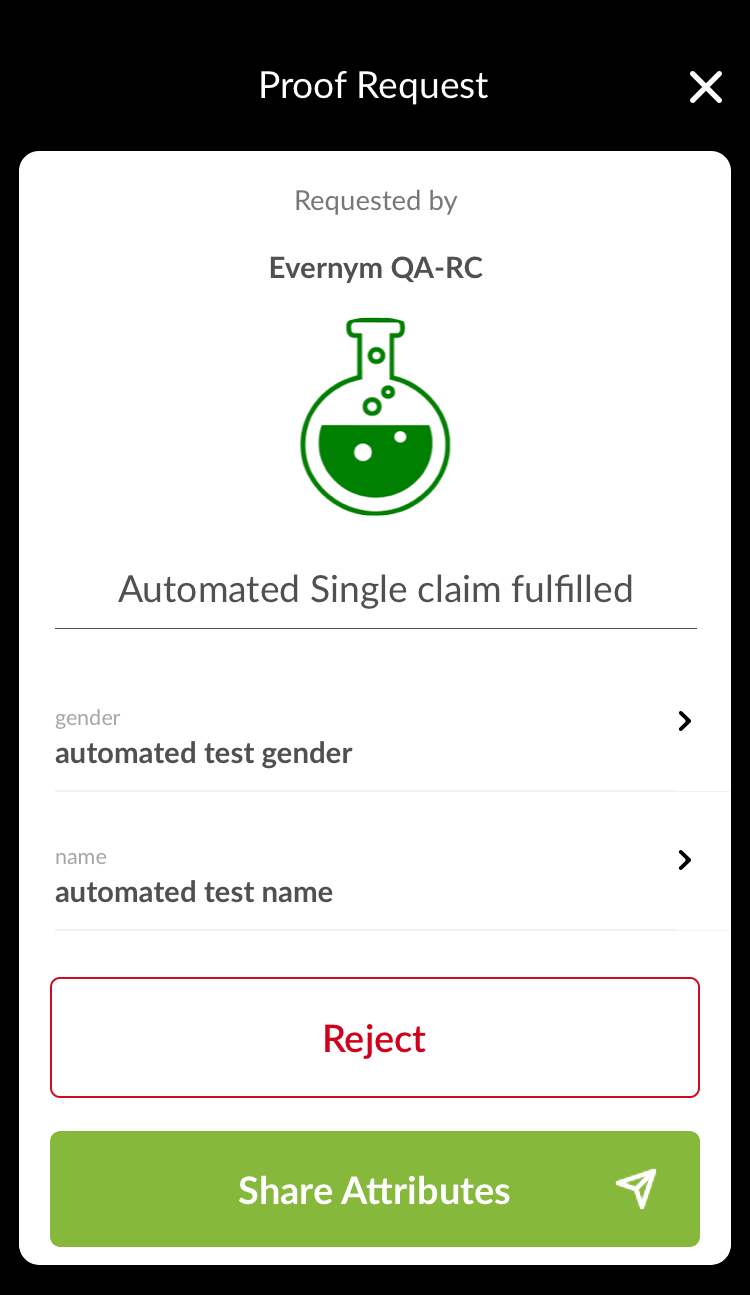 Proof Request
Requested by
Evernym QA-RC
Automated Single claim fulfilled
gender
automated test gender
name
automated test name
Reject
Share Attributes